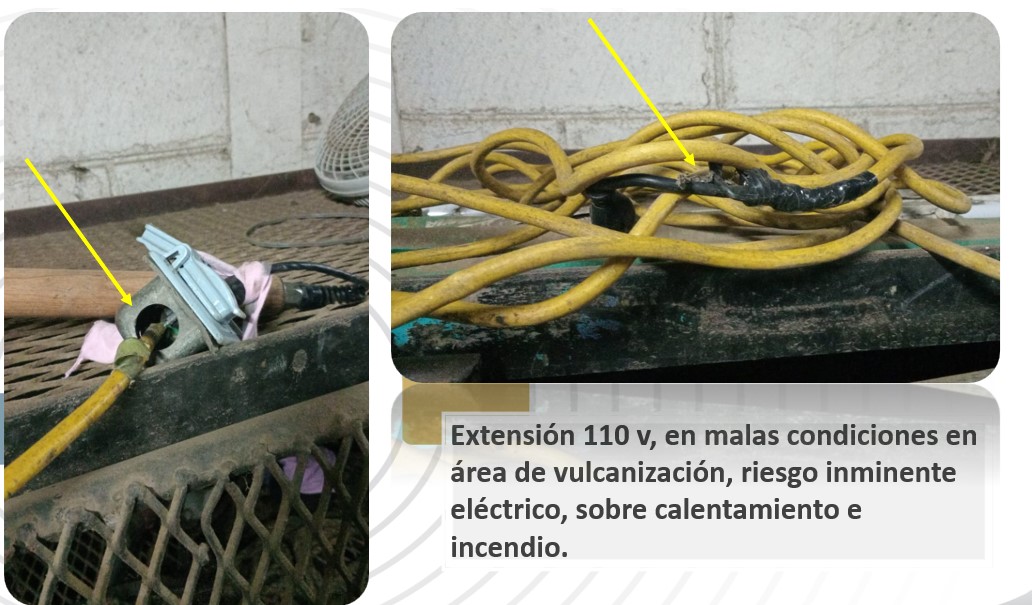 Extensión 110 v, en malas condiciones en
área de vulcanización, riesgo inminente
eléctrico, sobre calentamiento e
incendio.